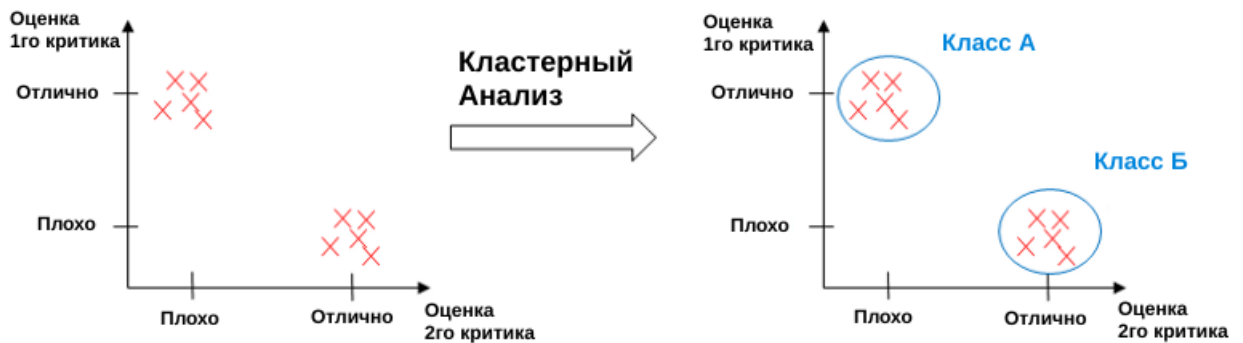 Оценка
1го критика
Отлично
Плохо
Плохо
Отлично
Оценка
2го критика
Кластерный
Анализ
Оценка
1го критика
Класс А
Отлично
Класс Б
Плохо
Плохо
Отлично
Оценка
2го критика